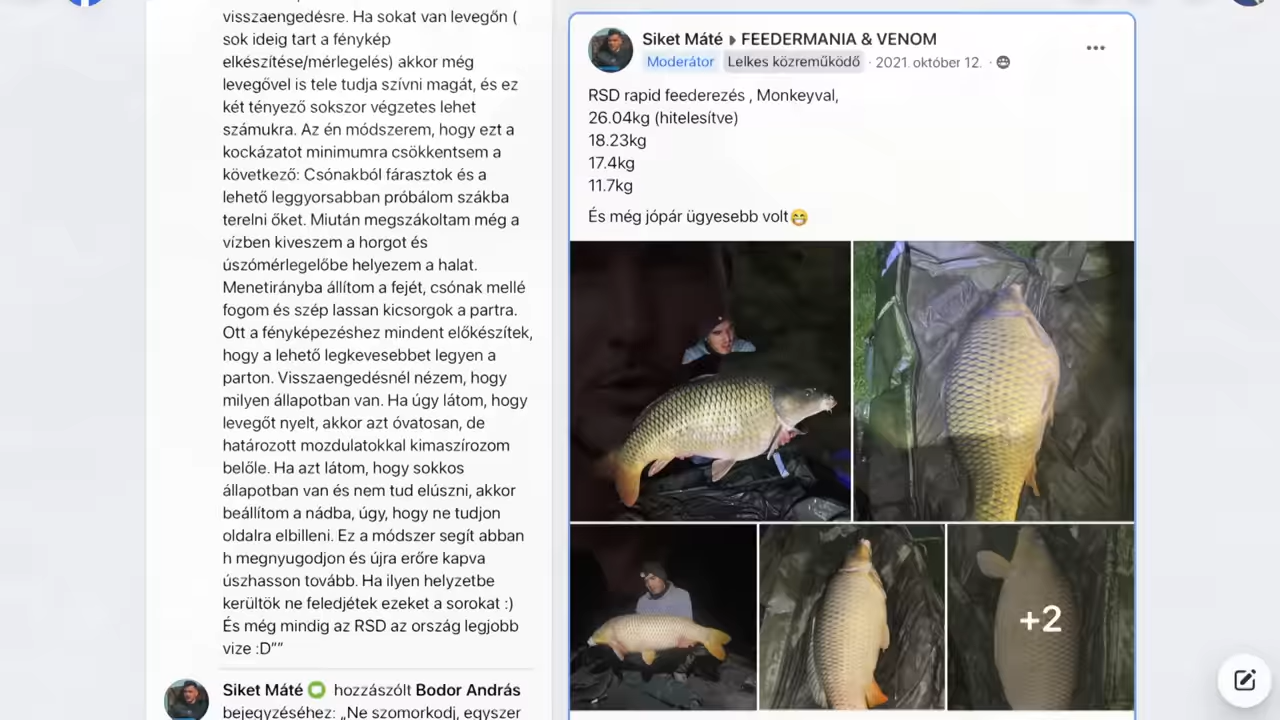 visszaengedésre. Ha sokat van levegőn (
sok ideig tart a fénykép
elkészítése/mérlegelés) akkor még
levegővel is tele tudja szívni magát, és ez
két tényező sokszor végzetes lehet
számukra. Az én módszerem, hogy ezt a
kockázatot minimumra csökkentsem a
következő: Csónakból fárasztok és a
lehető leggyorsabban próbálom szákba
terelni őket. Miután megszákoltam még a
vízben kiveszem a horgot és
úszómérlegelőbe helyezem a halat.
Menetirányba állítom a fejét, csónak mellé
fogom és szép lassan kicsorgok a partra.
Ott a fényképezéshez mindent előkészítek,
hogy a lehető legkevesebbet legyen a
parton. Visszaengedésnél nézem, hogy
milyen állapotban van. Ha úgy látom, hogy
levegőt nyelt, akkor azt óvatosan, de
határozott mozdulatokkal kimaszírozom
belőle. Ha azt látom, hogy sokkos
állapotban van és nem tud elúszni, akkor
beállítom a nádba, úgy, hogy ne tudjon
oldalra elbilleni. Ez a módszer segít abban
h megnyugodjon és újra erőre kapva
úszhasson tovább. Ha ilyen helyzetbe
kerültök ne feledjétek ezeket a sorokat :)
És még mindig az RSD az ország legjobb
vize :D””
Siket Máté hozzászólt Bodor András
bejegyzéséhez: „Ne szomorkodj, egyszer
Siket Máté ▸ FEEDERMANIA & VENOM
Moderátor Lelkes közreműködő · 2021. október 12. ·
RSD rapid feederezés , Monkeyval,
26.04kg (hitelesítve)
18.23kg
17.4kg
11.7kg
És még jópár ügyesebb volt😁
+2